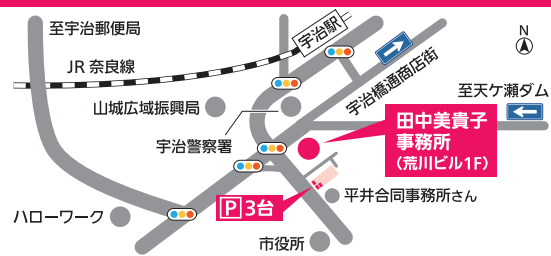 至宇治郵便局
宇治駅
N
JR 奈良線
宇治橋通商店街
至天ケ瀬ダム
山城広域振興局
田中美貴子
事務所
(荒川ビル1F)
宇治警察署
平井合同事務所さん
P 3台
ハローワーク
市役所